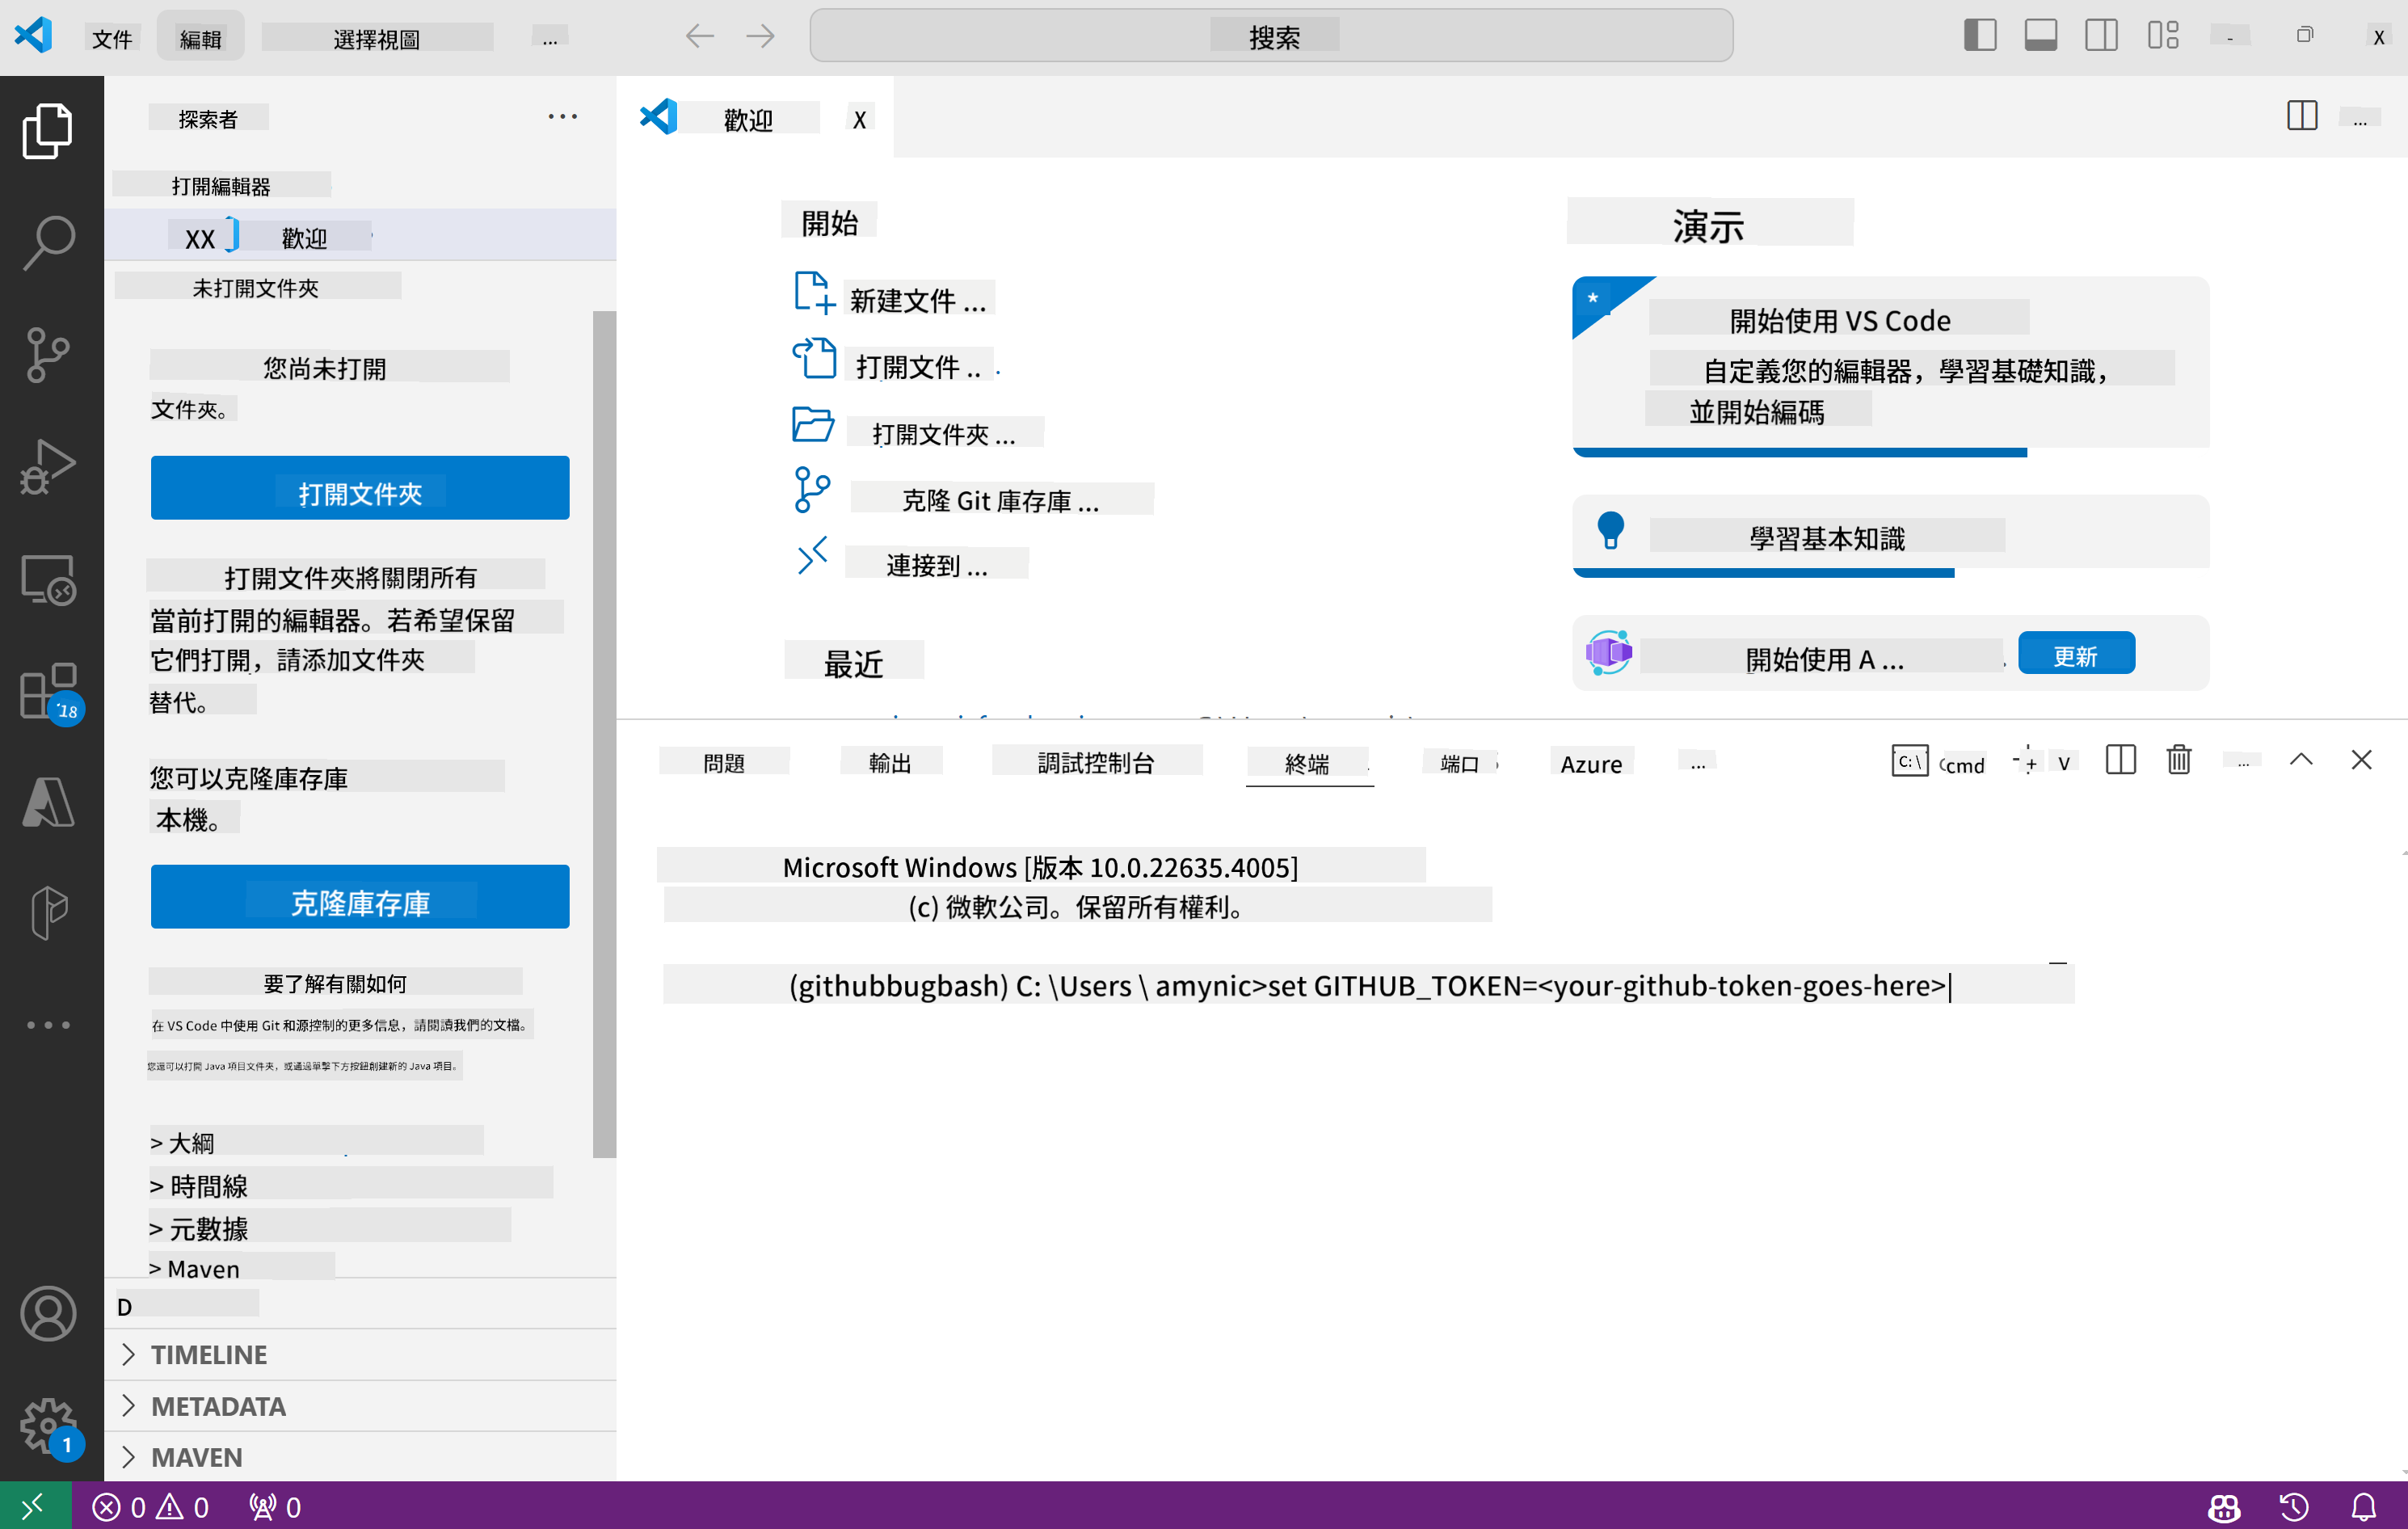 文件 編輯 選擇視圖 ... 搜索 - X
探索者
打開編輯器
XX 歡迎
未打開文件夾
您尚未打開
文件夾。
打開文件夾
打開文件夾將關閉所有
當前打開的編輯器。若希望保留
它們打開，請添加文件夾
替代。
您可以克隆庫存庫
本機。
克隆庫存庫
要了解有關如何
在 VS Code 中使用 Git 和源控制的更多信息，請閱讀我們的文檔。
您還可以打開 Java 項目文件夾，或通過單擊下方按鈕創建新的 Java 項目。
> 大綱
> 時間線
> 元數據
> Maven
D
TIMELINE
METADATA
MAVEN
18
1
歡迎 X ...
開始
新建文件 ...
打開文件 ..
打開文件夾 ...
克隆 Git 庫存庫 ...
連接到 ...
最近
演示
*
開始使用 VS Code
自定義您的編輯器，學習基礎知識，
並開始編碼
學習基本知識
開始使用 A ... 更新
問題 輸出 調試控制台 終端 端口 Azure ... C:\ cmd + v ...
Microsoft Windows [版本 10.0.22635.4005]
(c) 微軟公司。保留所有權利。
(githubbugbash) C: \Users \ amynic>set GITHUB_TOKEN=<your-github-token-goes-here>
0 0 0